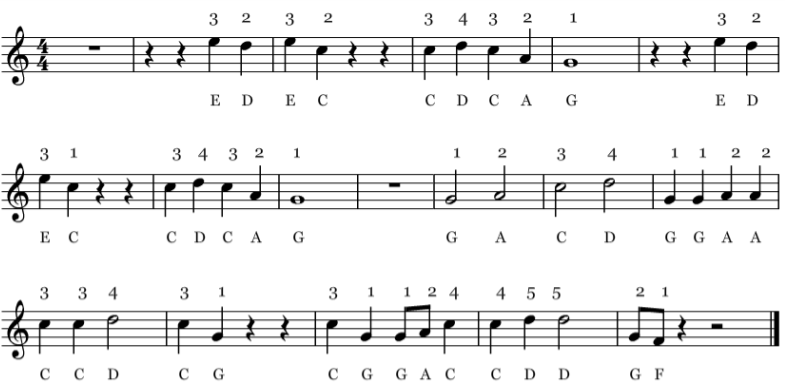 3 2 3 2 3 4 3 2 1 3 2
4 4
E D E C C D C A G E D
3 1 3 4 3 2 1 1 2 3 4 1 1 2 2
E C C D C A G G A C D G G A A
3 3 4 3 1 3 1 1 2 4 4 5 5 2 1
C C D C G C G G A C C D D G F